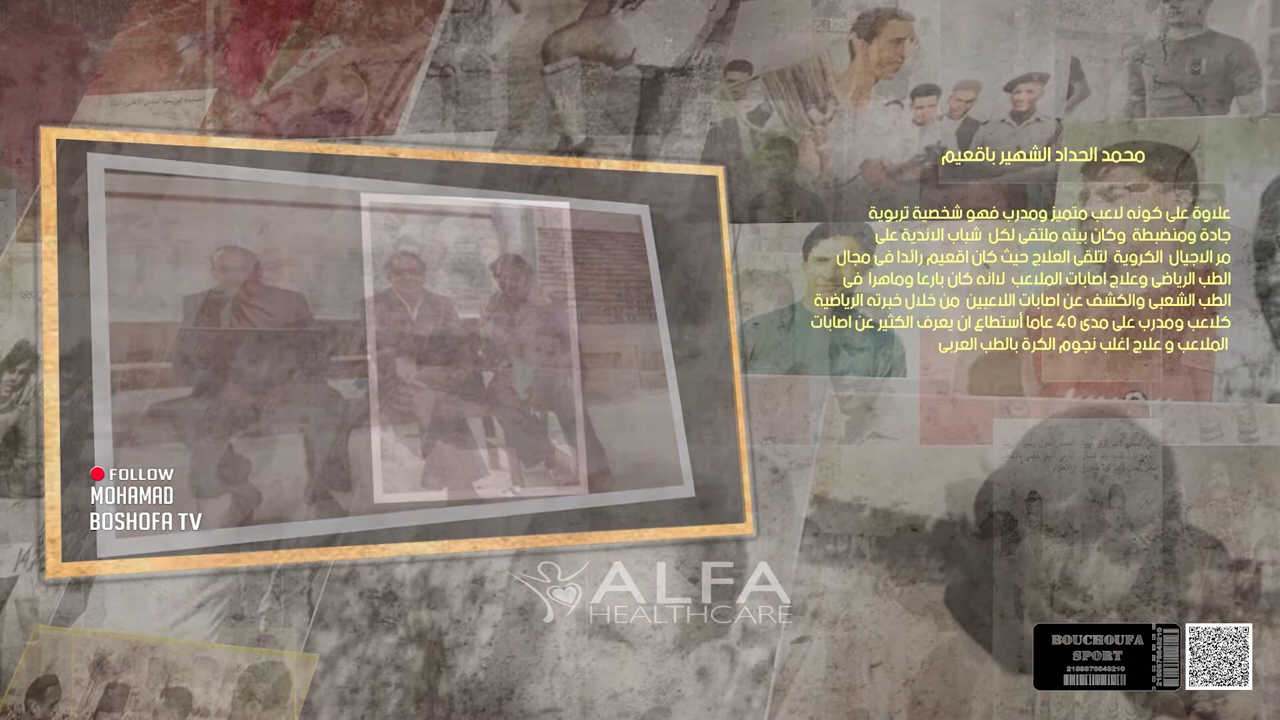 محمد الحداد الشهير باقعيم
علاوة على كونه لاعب متميز ومدرب فهو شخصية تربوية
جادة ومنضبطة وكان بيته ملتقى لكل شباب الاندية على
مر الاجيال الكروية لتلقى العلاج حيث كان اقعيم رائدا فى مجال
الطب الرياضى وعلاج اصابات الملاعب لانه كان بارعا وماهرا فى
الطب الشعبى والكشف عن اصابات اللاعبين من خلال خبرته الرياضية
كلاعب ومدرب على مدى 40 عاما أستطاع ان يعرف الكثير عن اصابات
الملاعب و علاج اغلب نجوم الكرة بالطب العربى
FOLLOW
MOHAMAD
BOSHOFA TV
ALFA
HEALTHCARE
BOUCHOUFA
SPORT